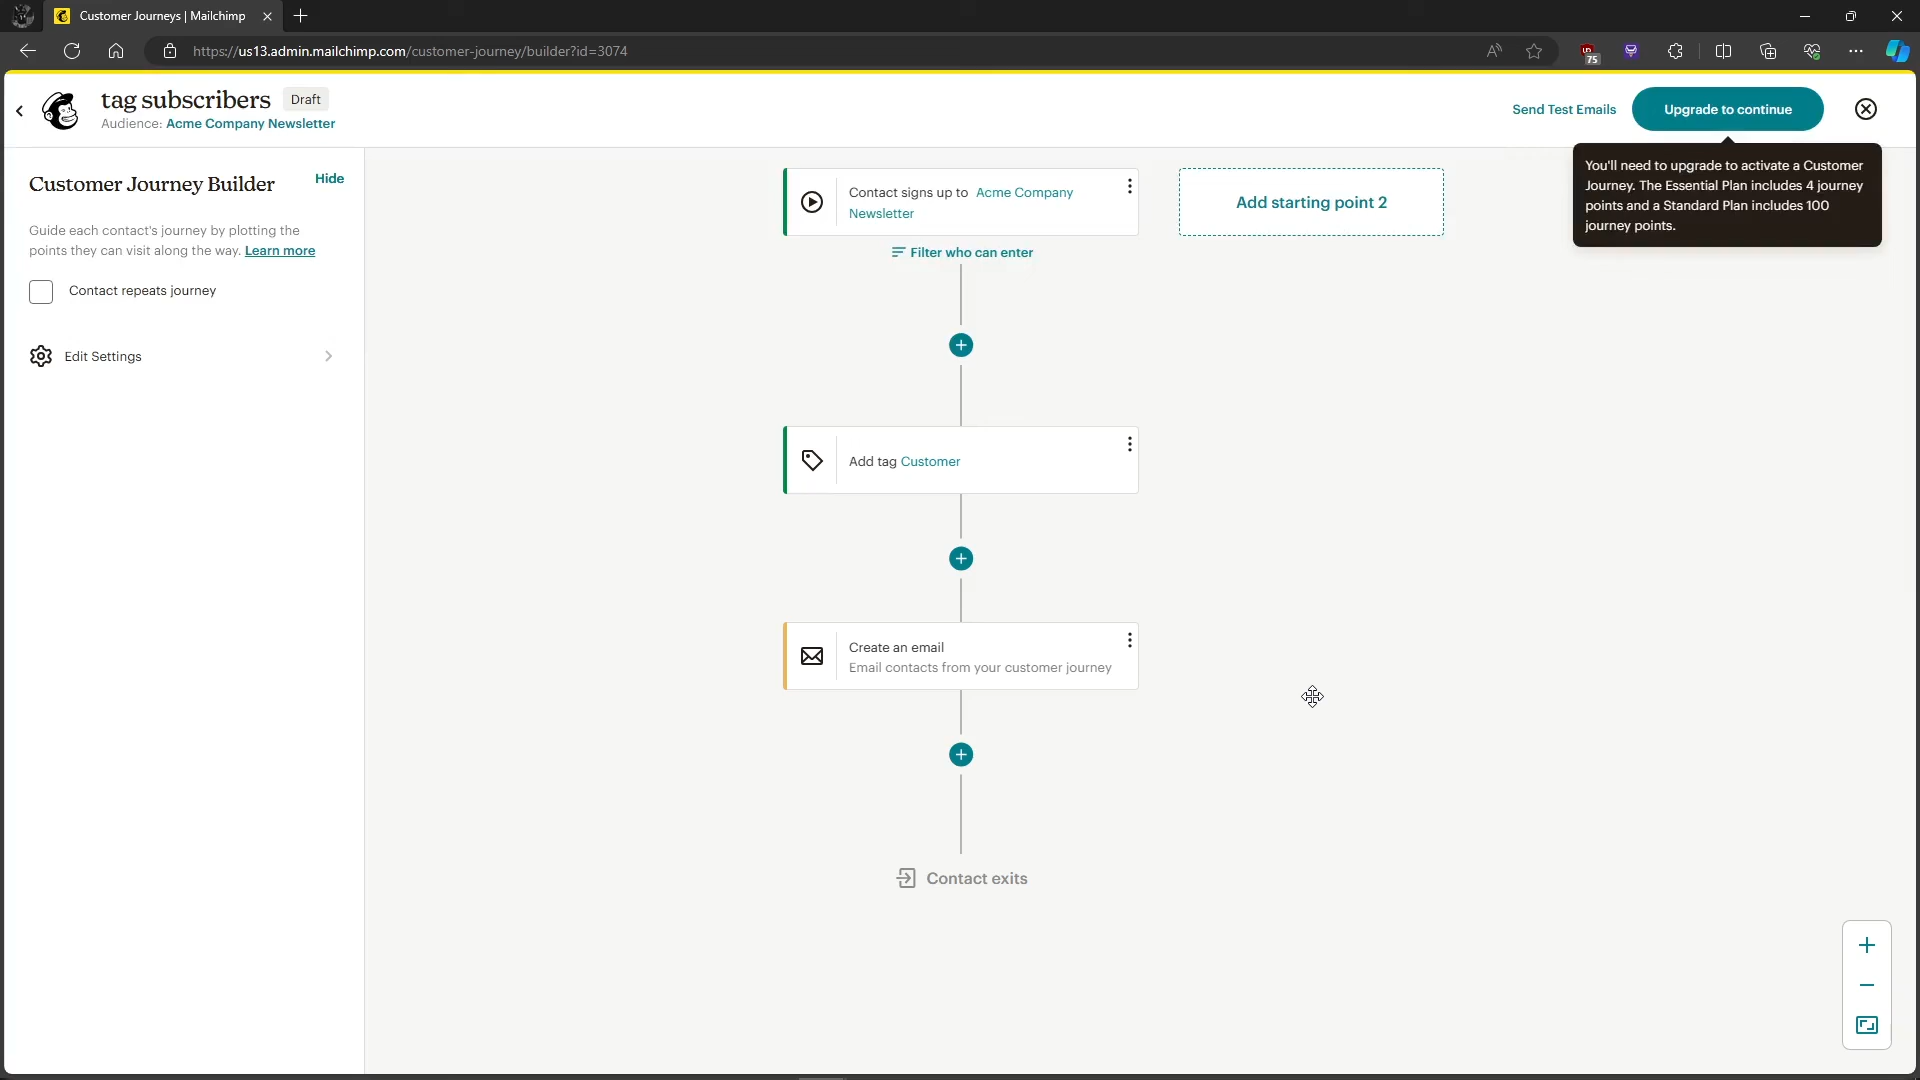 Customer Journeys | Mailchimp
https://us13.admin.mailchimp.com/customer-journey/builder?id=3074
75
tag subscribers
Draft
Audience: Acme Company Newsletter
Send Test Emails
Upgrade to continue
You'll need to upgrade to activate a Customer
Journey. The Essential Plan includes 4 journey
points and a Standard Plan includes 100
journey points.
Customer Journey Builder
Hide
Guide each contact's journey by plotting the
points they can visit along the way. Learn more
Contact repeats journey
Edit Settings
Contact signs up to Acme Company
Newsletter
Add starting point 2
Filter who can enter
Add tag Customer
Create an email
Email contacts from your customer journey
Contact exits